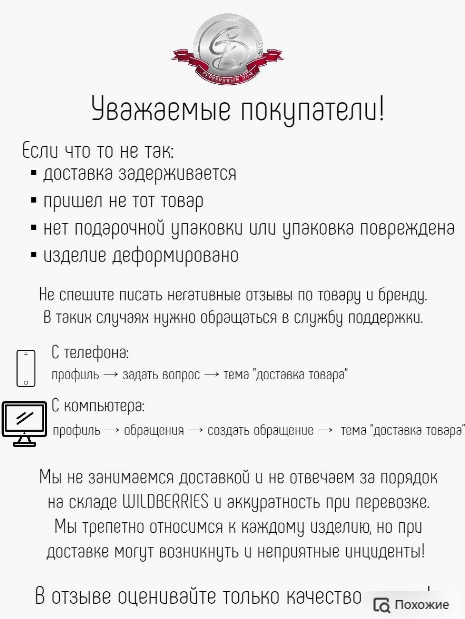 Уважаемые покупатели!
Если что то не так:
▪ доставка задерживается
▪ пришел не тот товар
▪ нет подарочной упаковки или упаковка повреждена
▪ изделие деформировано
Не спешите писать негативные отзывы по товару и бренду.
В таких случаях нужно обращаться в службу поддержки.
С телефона:
профиль → задать вопрос → тема "доставка товара"
С компьютера:
профиль → обращения → создать обращение → тема "доставка товара"
Мы не занимаемся доставкой и не отвечаем за порядок
на складе WILDBERRIES и аккуратность при перевозке.
Мы трепетно относимся к каждому изделию, но при
доставке могут возникнуть и неприятные инциденты!
В отзыве оценивайте только качество !
Похожие